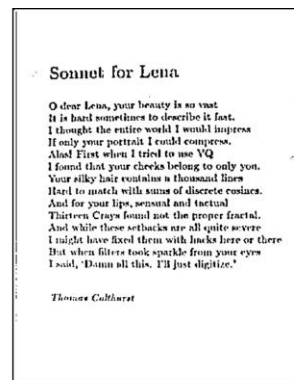 Sonnet for Lena
O dear Lena, your beauty is so vast
It is hard sometimes to describe it fast.
I thought the entire world I would impress
If only your portrait I could compress.
Alas! First when I tried to use VQ
I found that your cheeks belong to only you.
Your silky hair contains a thousand lines
Hard to match with sums of discrete cosines.
And for your lips, sensual and tactual
Thirteen Crays found not the proper fractal.
And while these setbacks are all quite severe
I might have fixed them with hacks here or there
But when filters took sparkle from your eyes
I said, 'Damn all this. I'll just digitize.'
Thomas Colthurst